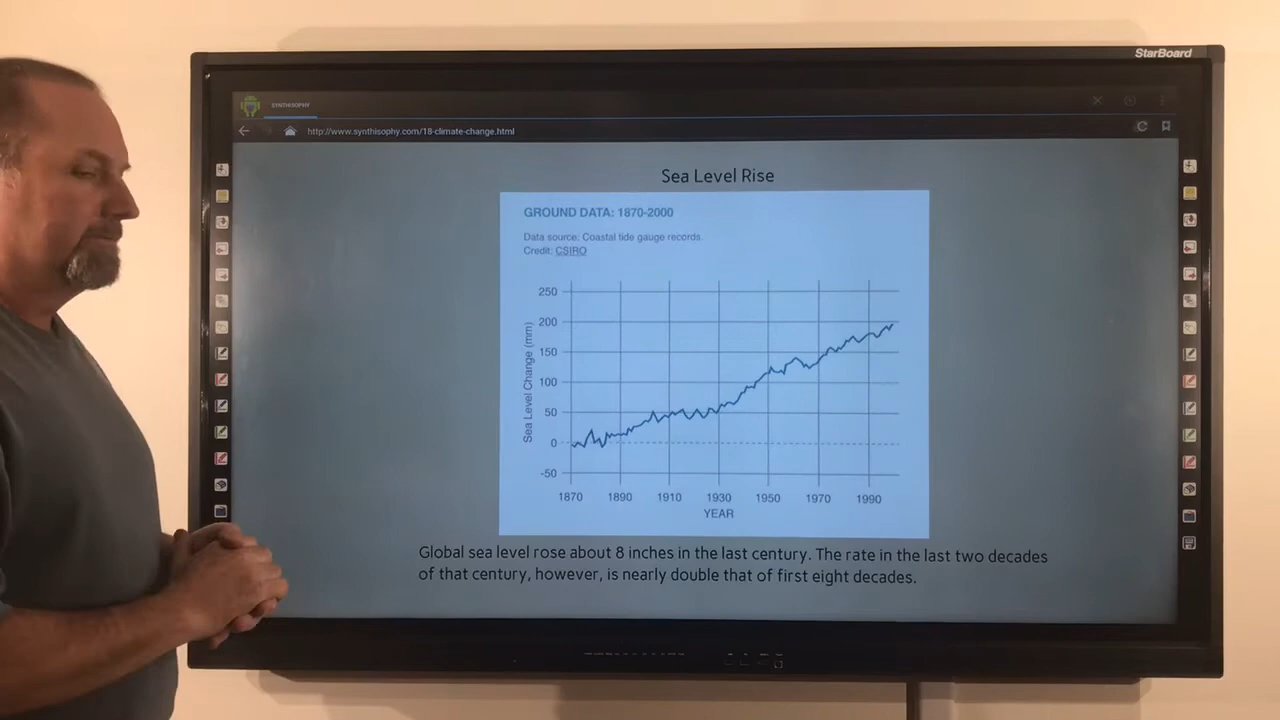 StarBoard
SYNTHISOPHY
http://www.synthisophy.com/18-climate-change.html
Sea Level Rise
GROUND DATA: 1870-2000
Data source: Coastal tide gauge records.
Credit: CSIRO
250
200
150
100
50
0
-50
Sea Level Change (mm)
1870 1890 1910 1930 1950 1970 1990
YEAR
Global sea level rose about 8 inches in the last century. The rate in the last two decades
of that century, however, is nearly double that of first eight decades.